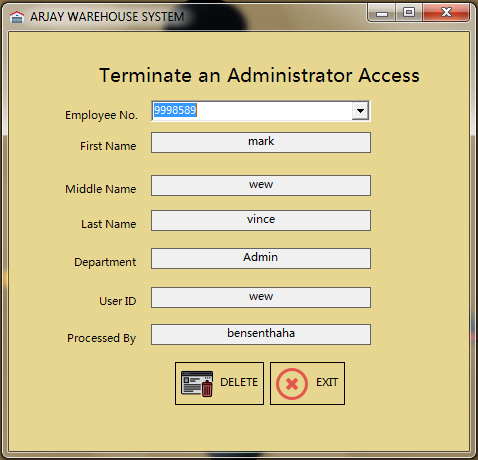 ARJAY WAREHOUSE SYSTEM
Terminate an Administrator Access
Employee No. 9998589
First Name mark
Middle Name wew
Last Name vince
Department Admin
User ID wew
Processed By bensenthaha
DELETE EXIT